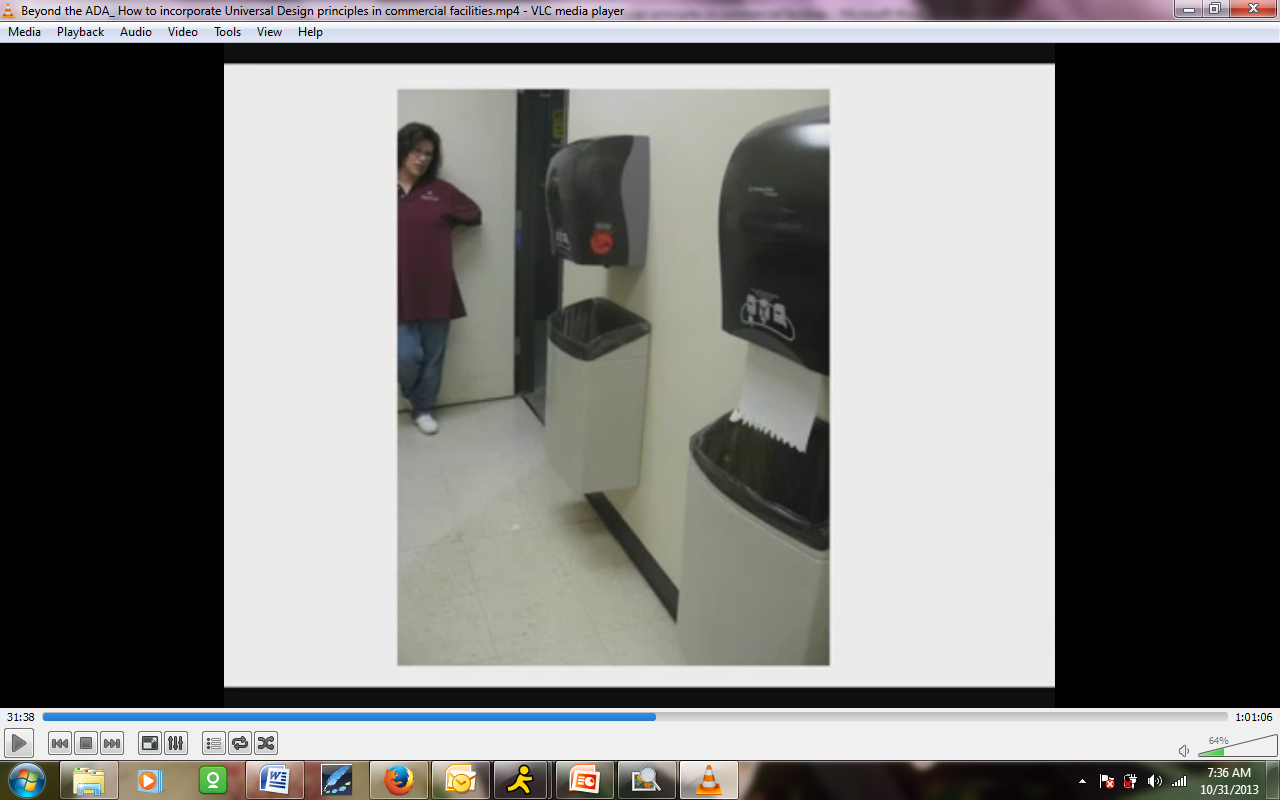 Beyond the ADA_ How to incorporate Universal Design principles in commercial facilities.mp4 - VLC media player
Media Playback Audio Video Tools View Help
31:38
1:01:06
64%
7:36 AM
10/31/2013